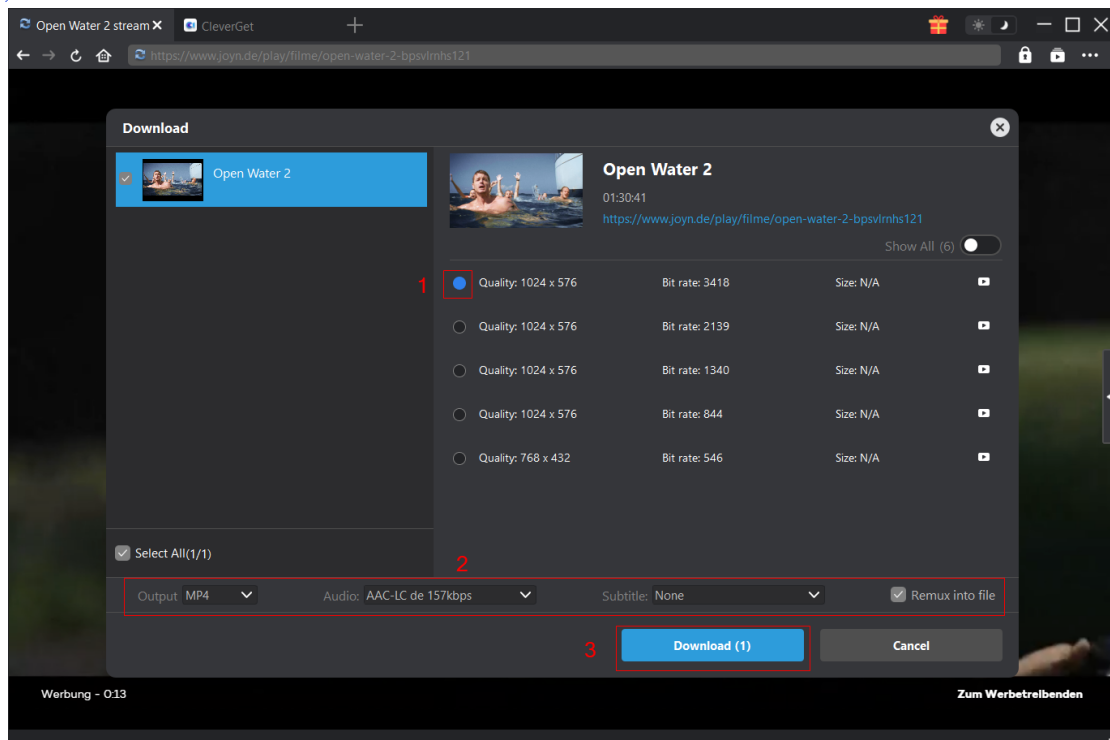 Open Water 2 stream CleverGet
https://www.joyn.de/play/filme/open-water-2-bpsvlrnhs121
Download
Open Water 2
Open Water 2
01:30:41
https://www.joyn.de/play/filme/open-water-2-bpsvlrnhs121
Show All (6)
1 Quality: 1024 x 576 Bit rate: 3418 Size: N/A
Quality: 1024 x 576 Bit rate: 2139 Size: N/A
Quality: 1024 x 576 Bit rate: 1340 Size: N/A
Quality: 1024 x 576 Bit rate: 844 Size: N/A
Quality: 768 x 432 Bit rate: 546 Size: N/A
Select All(1/1)
2
Output MP4 Audio: AAC-LC de 157kbps Subtitle: None Remux into file
3 Download (1) Cancel
Werbung - 0:13 Zum Werbetreibenden